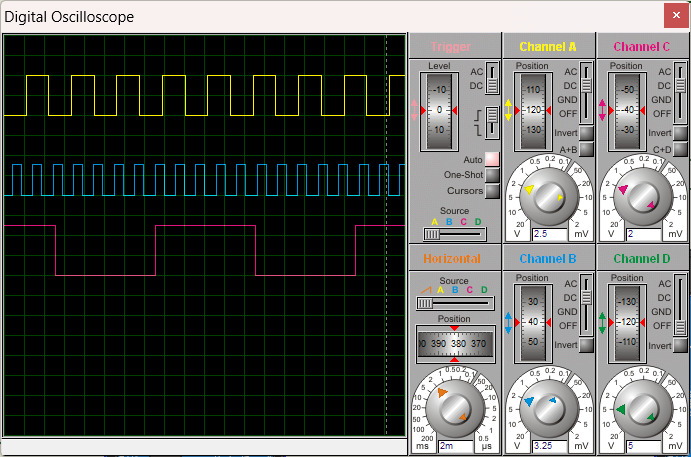 Digital Oscilloscope
Trigger
Level
-10
0
10
AC
DC
Auto
One-Shot
Cursors
Source
A B C D
Channel A
Position
110
120
130
AC
DC
GND
OFF
Invert
A+B
0.5 0.2 0.1 50
1 20
2 10
5 5
10 2
20
V 2.5 mV
Channel C
Position
-50
-40
-30
AC
DC
GND
OFF
Invert
C+D
0.5 0.2 0.1 50
1 20
2 10
5 5
10 2
20
V 2 mV
Horizontal
Source
A B C D
Position
390 380 370
0.5 0.2 0.1 50
1 20
2 10
5 5
10 2
20 1
50
100
200 0.5
ms 2m µs
Channel B
Position
30
40
50
AC
DC
GND
OFF
Invert
0.5 0.2 0.1 50
1 20
2 10
5 5
10 2
20
V 3.25 mV
Channel D
Position
-130
-120
-110
AC
DC
GND
OFF
Invert
0.5 0.2 0.1 50
1 20
2 10
5 5
10 2
20
V 5 mV